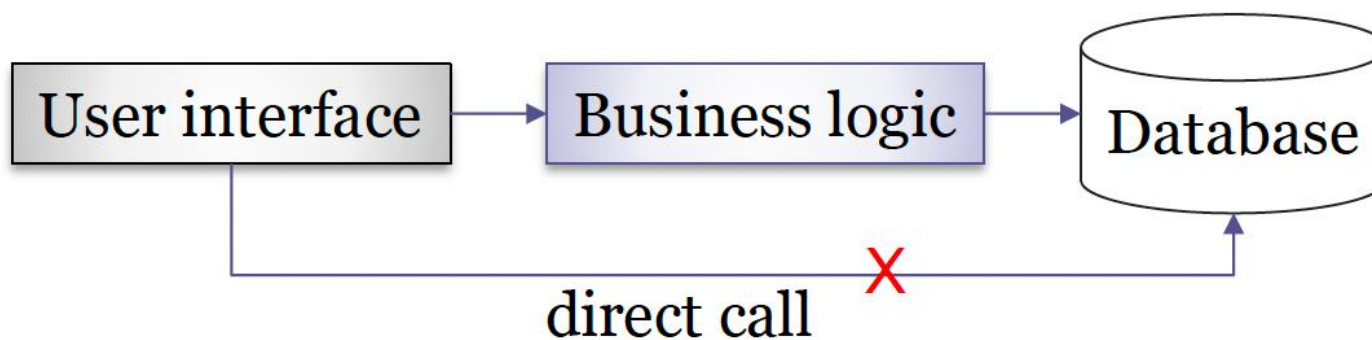 User interface
Business logic
Database
X
direct call